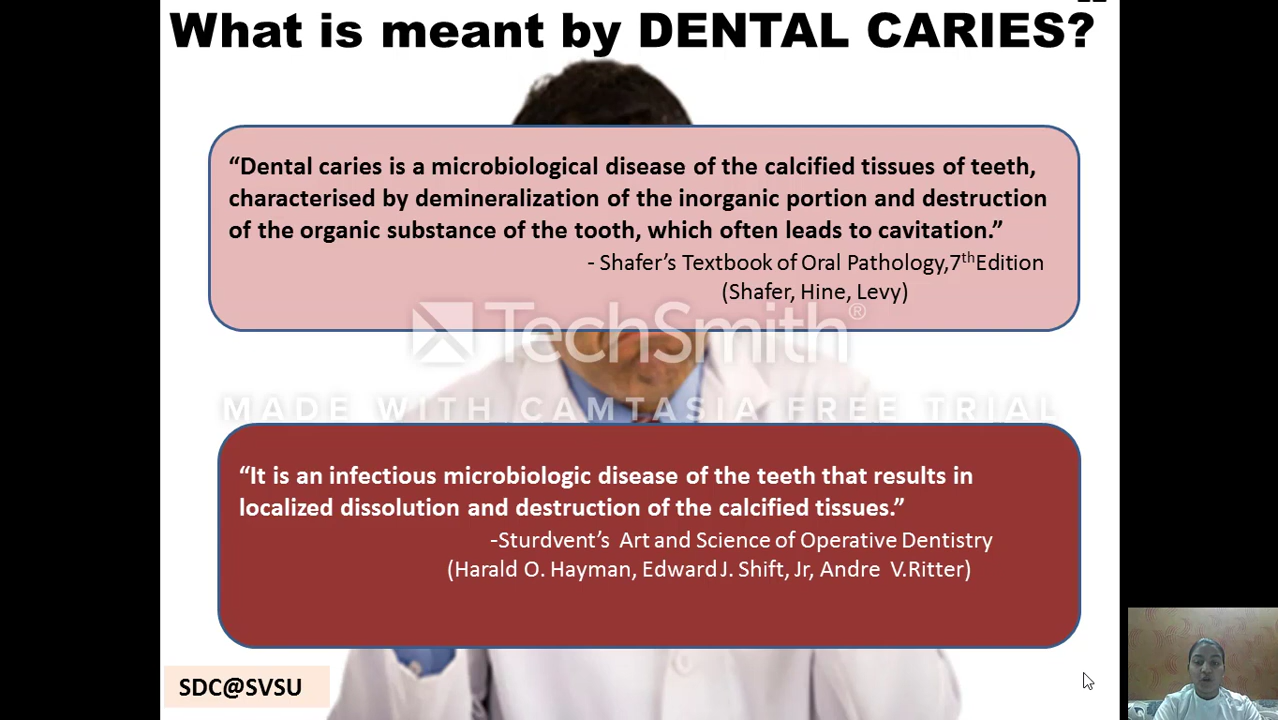 What is meant by DENTAL CARIES?
“Dental caries is a microbiological disease of the calcified tissues of teeth,
characterised by demineralization of the inorganic portion and destruction
of the organic substance of the tooth, which often leads to cavitation.”
- Shafer’s Textbook of Oral Pathology,7thEdition
(Shafer, Hine, Levy)
TechSmith®
MADE WITH CAMTASIA FREE TRIAL
“It is an infectious microbiologic disease of the teeth that results in
localized dissolution and destruction of the calcified tissues.”
-Sturdvent’s Art and Science of Operative Dentistry
(Harald O. Hayman, Edward J. Shift, Jr, Andre V.Ritter)
SDC@SVSU